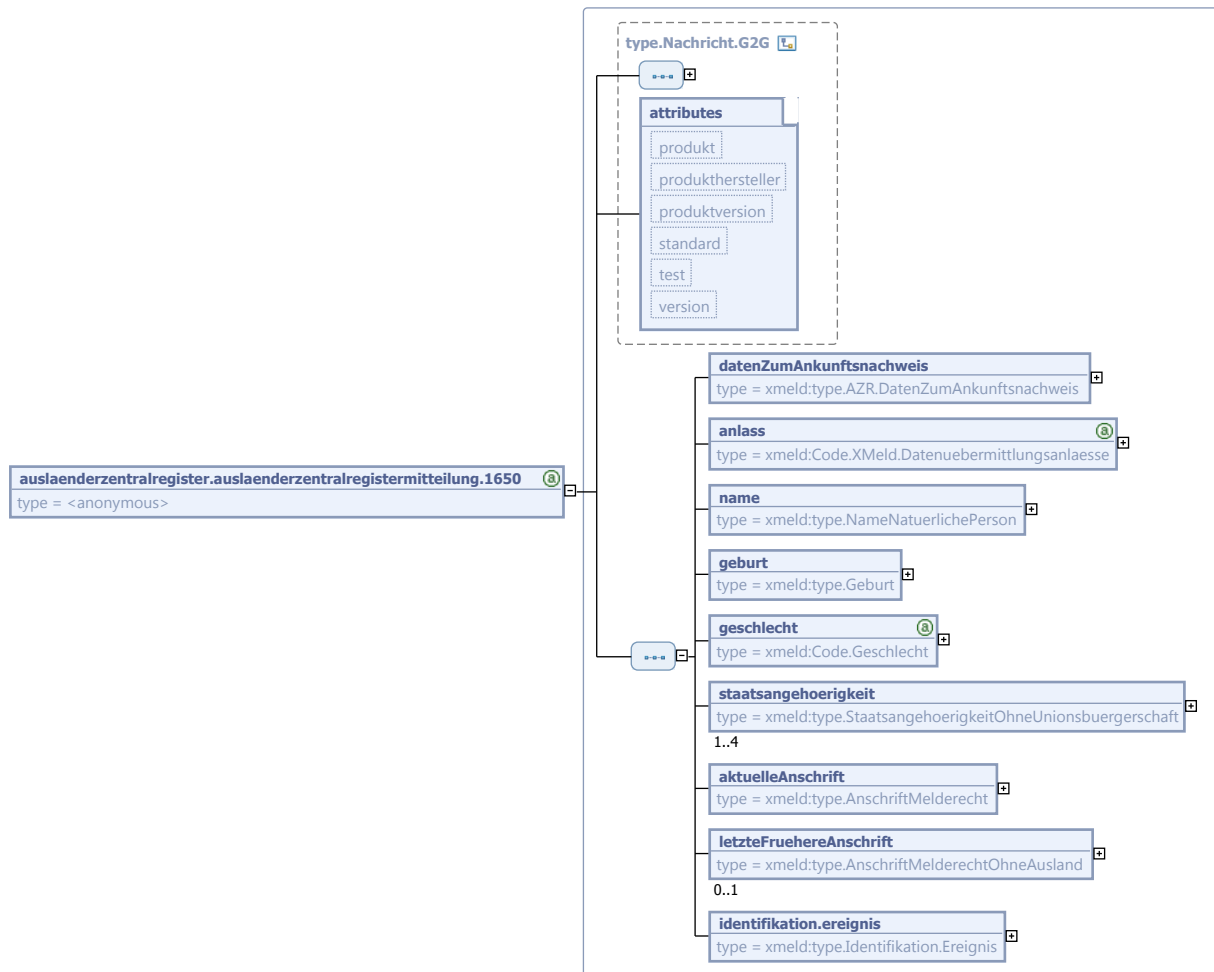 type.Nachricht.G2G
attributes
produkt
produkthersteller
produktversion
standard
test
version
auslaenderzentralregister.auslaenderzentralregistermitteilung.1650 a
type = <anonymous>
datenZumAnkunftsnachweis
type = xmeld:type.AZR.DatenZumAnkunftsnachweis
anlass a
type = xmeld:Code.XMeld.Datenuebermittlungsanlaesse
name
type = xmeld:type.NameNatuerlichePerson
geburt
type = xmeld:type.Geburt
geschlecht a
type = xmeld:Code.Geschlecht
staatsangehoerigkeit
type = xmeld:type.StaatsangehoerigkeitOhneUnionsbuergerschaft
1..4
aktuelleAnschrift
type = xmeld:type.AnschriftMelderecht
letzteFruehereAnschrift
type = xmeld:type.AnschriftMelderechtOhneAusland
0..1
identifikation.ereignis
type = xmeld:type.Identifikation.Ereignis